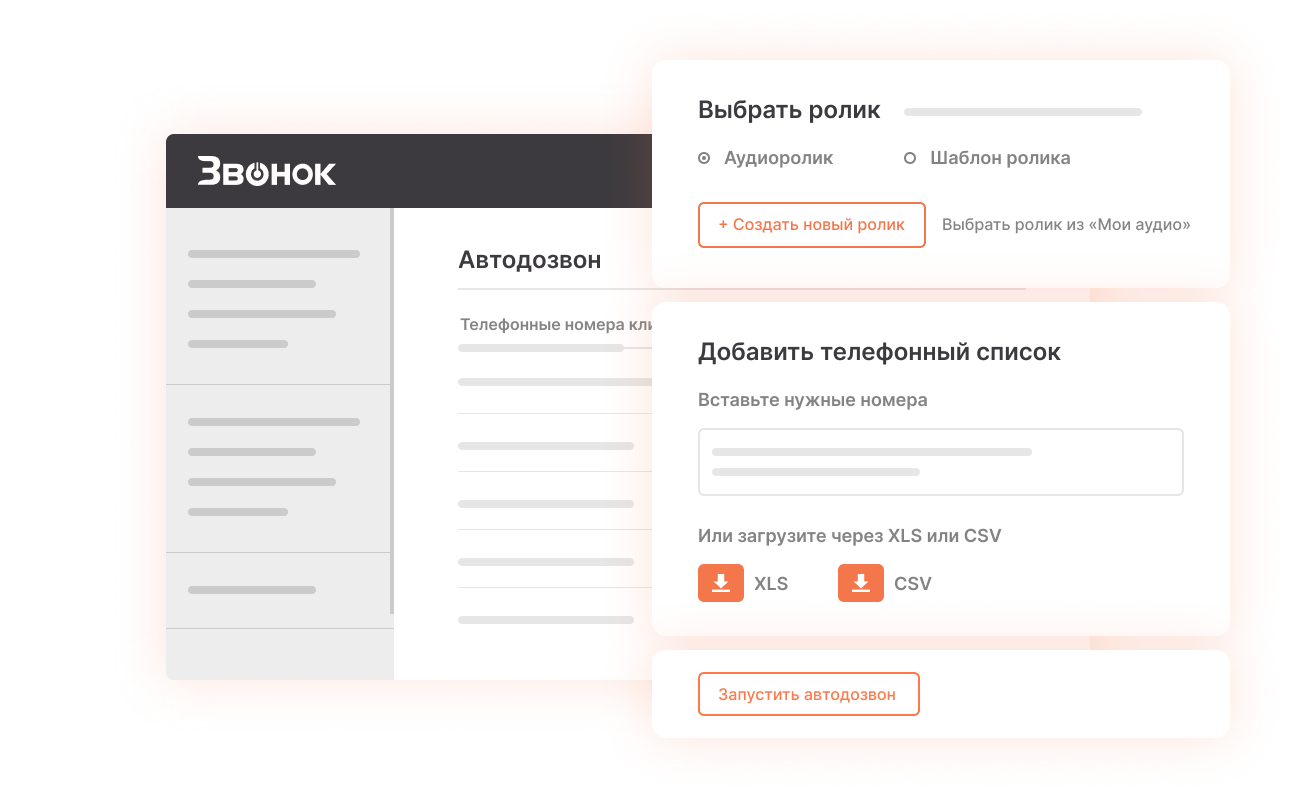 Звонок
Автодозвон
Телефонные номера
Выбрать ролик
Аудиоролик
Шаблон ролика
+ Создать новый ролик
Выбрать ролик из «Мои аудио»
Добавить телефонный список
Вставьте нужные номера
Или загрузите через XLS или CSV
XLS
CSV
Запустить автодозвон